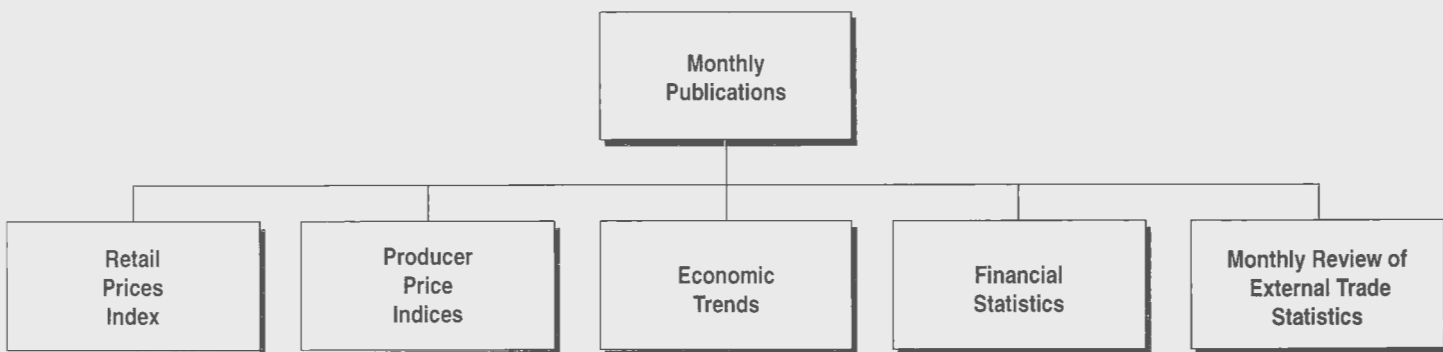 Monthly
Publications
Retail
Prices
Index
Producer
Price
Indices
Economic
Trends
Financial
Statistics
Monthly Review of
External Trade
Statistics